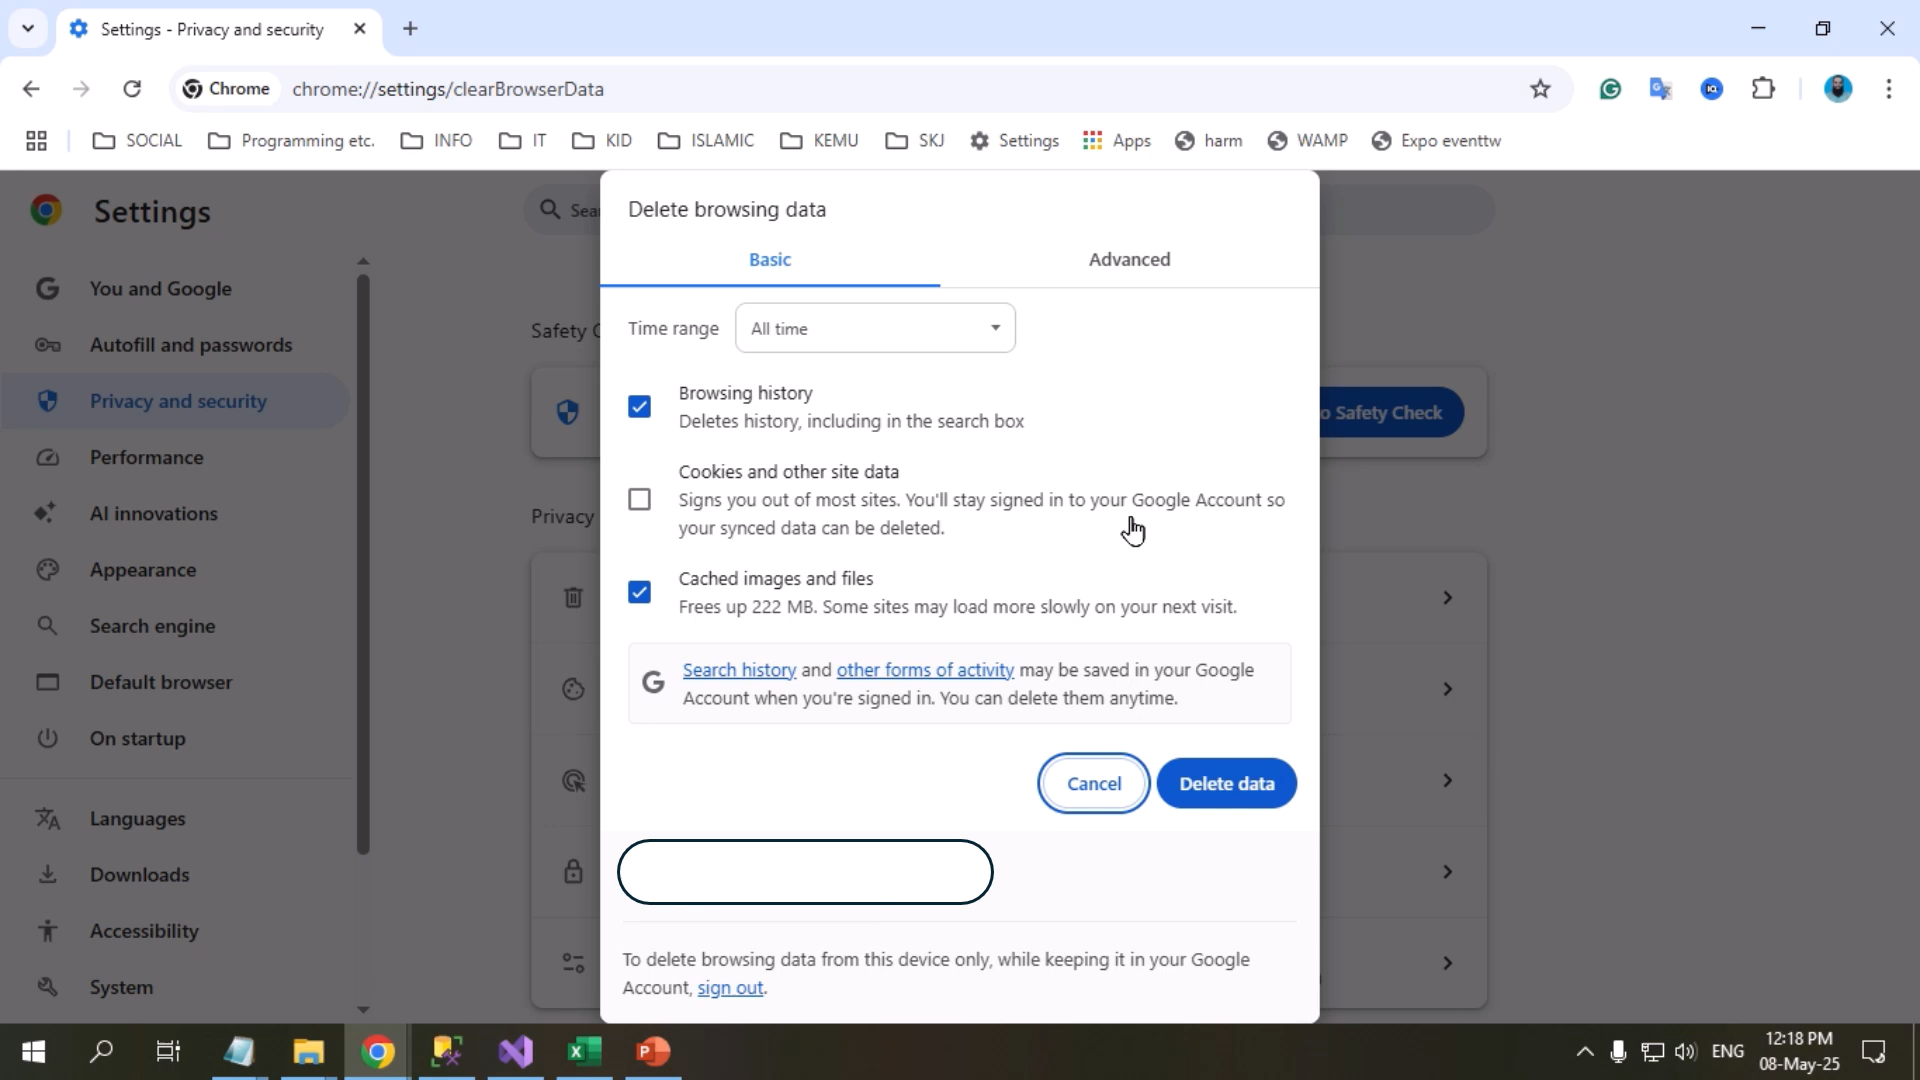 Settings - Privacy and security
Chrome
chrome://settings/clearBrowserData
SOCIAL
Programming etc.
INFO
IT
KID
ISLAMIC
KEMU
SKJ
Settings
Apps
harm
WAMP
Expo eventtw
Settings
Sea
You and Google
Autofill and passwords
Privacy and security
Performance
AI innovations
Appearance
Search engine
Default browser
On startup
Languages
Downloads
Accessibility
System
Safety C
o Safety Check
Privacy
Delete browsing data
Basic
Advanced
Time range
All time
Browsing history
Deletes history, including in the search box
Cookies and other site data
Signs you out of most sites. You'll stay signed in to your Google Account so
your synced data can be deleted.
Cached images and files
Frees up 222 MB. Some sites may load more slowly on your next visit.
Search history and other forms of activity may be saved in your Google
Account when you're signed in. You can delete them anytime.
Cancel
Delete data
To delete browsing data from this device only, while keeping it in your Google
Account, sign out.
ENG
12:18 PM
08-May-25